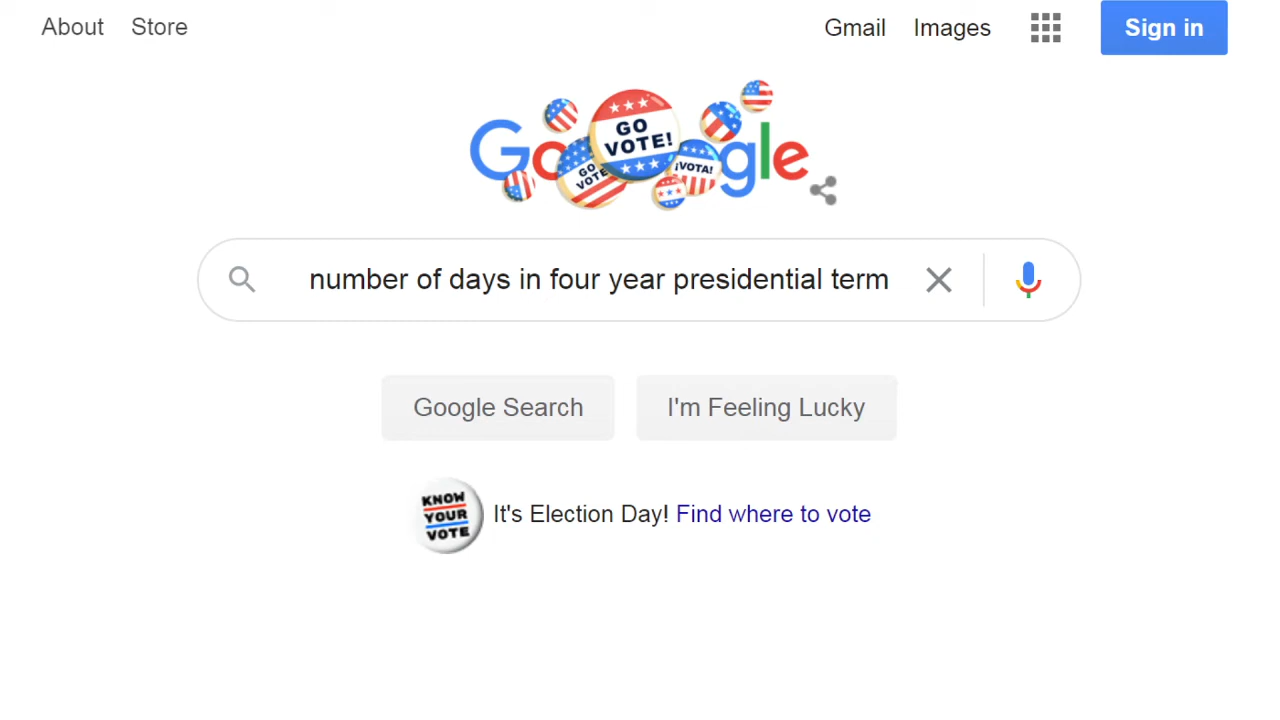 About Store Gmail Images Sign in
Google
GO VOTE!
GO VOTE!
¡VOTA!
number of days in four year presidential term
Google Search I'm Feeling Lucky
KNOW
YOUR
VOTE
It's Election Day! Find where to vote